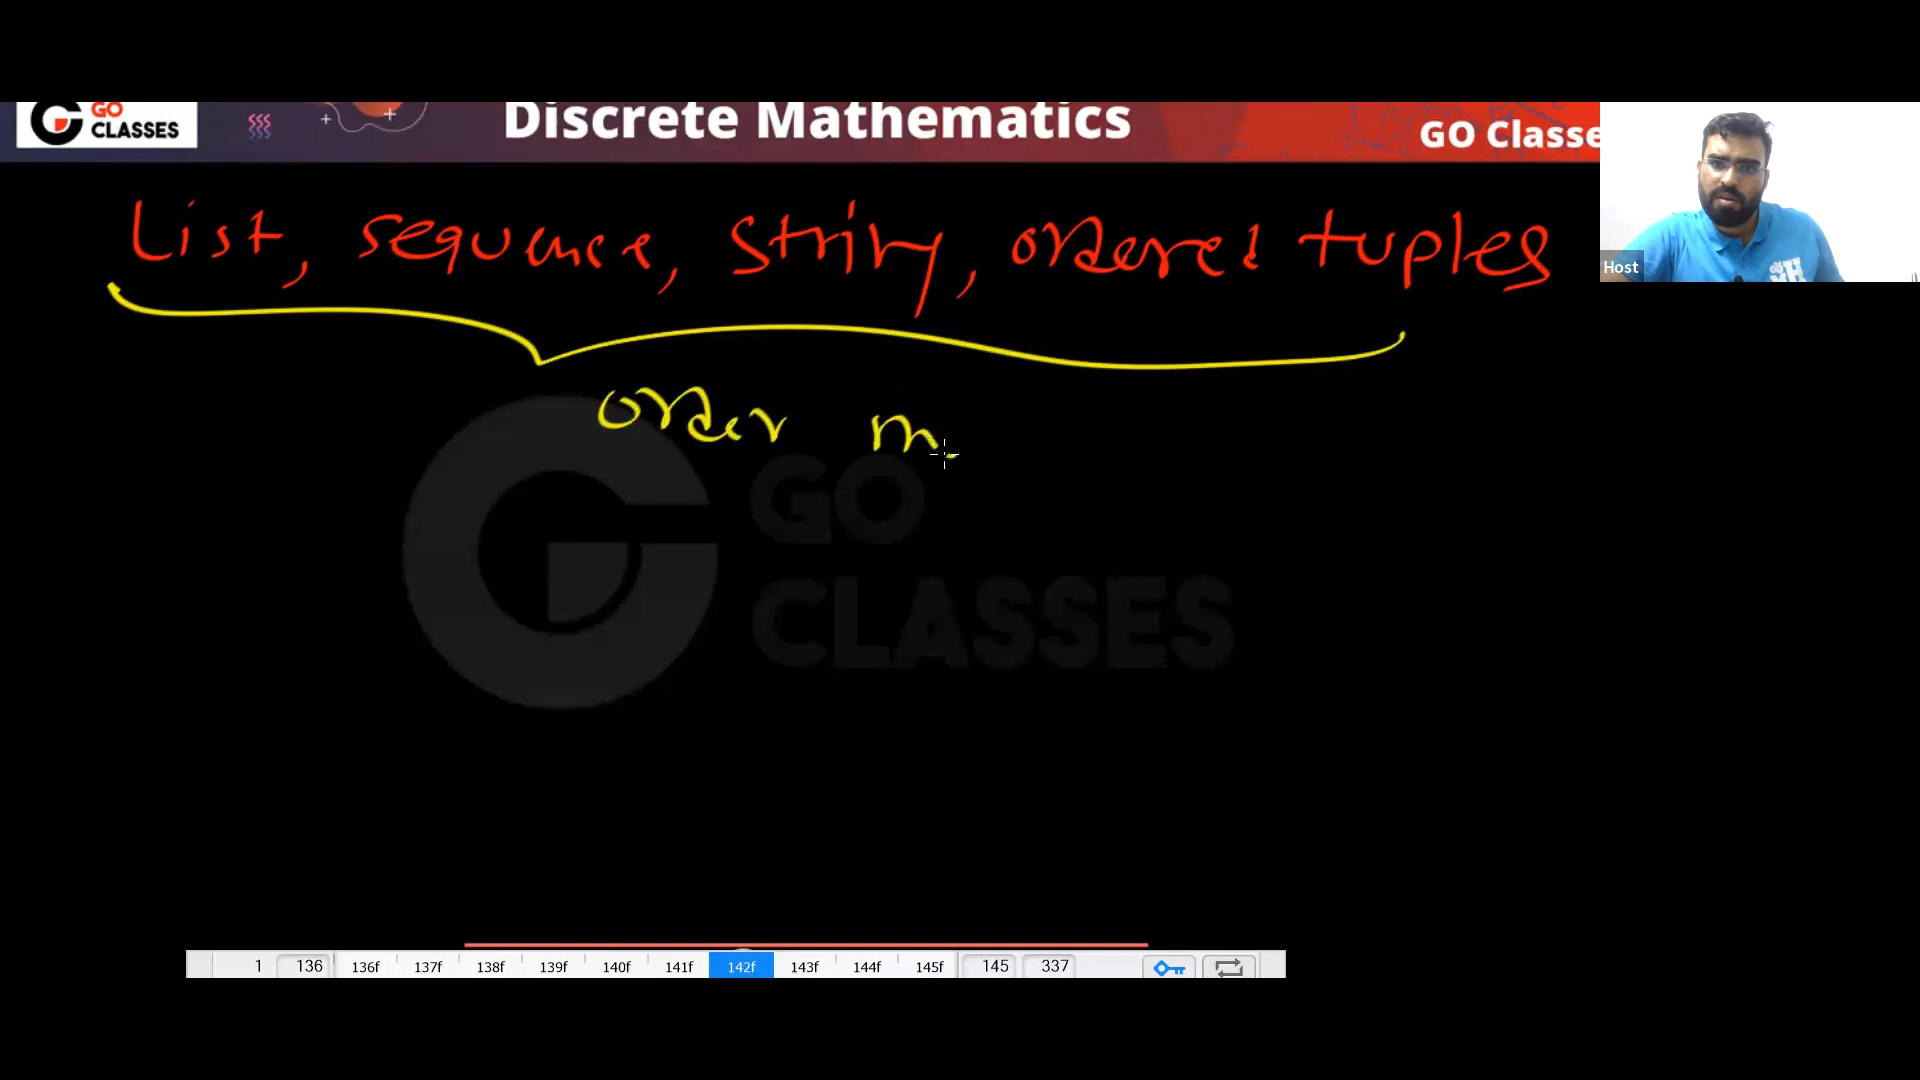 GO CLASSES
Discrete Mathematics
GO Classe
Host
List, sequence, string, ordered tuples
order m
GO
CLASSES
1 136 136f 137f 138f 139f 140f 141f 142f 143f 144f 145f 145 337